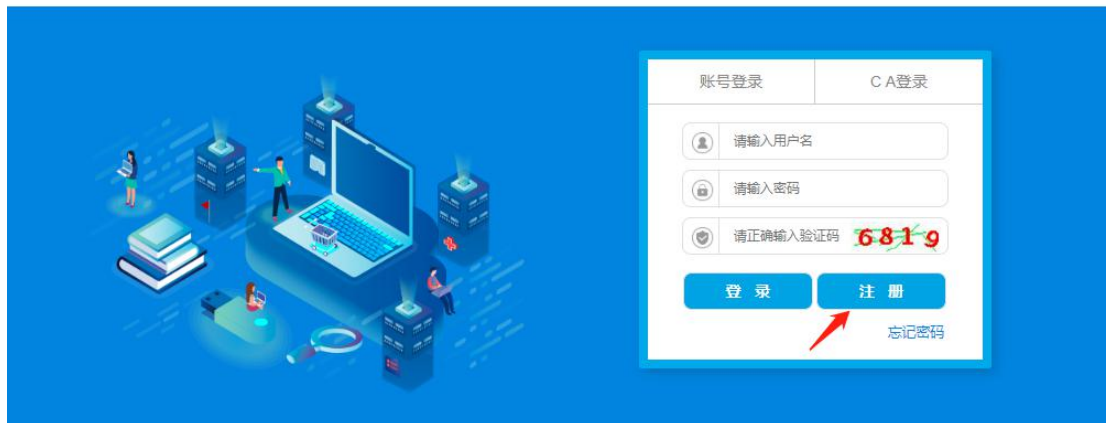 账号登录
C A登录
请输入用户名
请输入密码
请正确输入验证码 6819
登 录
注 册
忘记密码